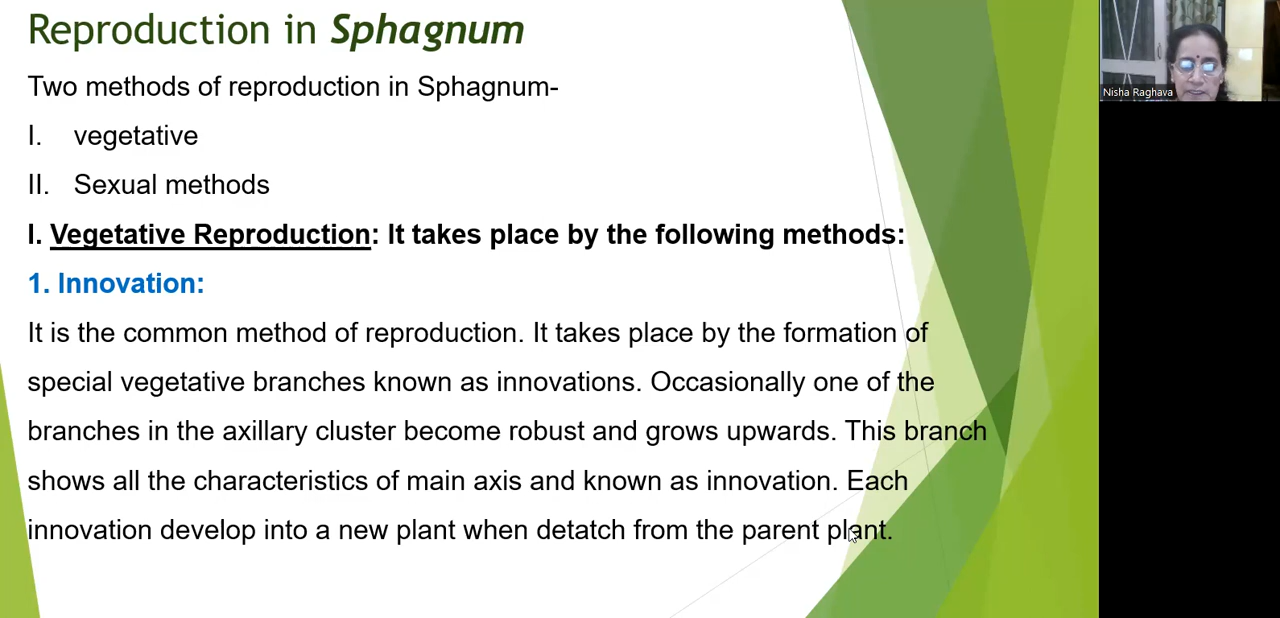 Reproduction in Sphagnum
Two methods of reproduction in Sphagnum-
I. vegetative
II. Sexual methods
I. Vegetative Reproduction: It takes place by the following methods:
1. Innovation:
It is the common method of reproduction. It takes place by the formation of
special vegetative branches known as innovations. Occasionally one of the
branches in the axillary cluster become robust and grows upwards. This branch
shows all the characteristics of main axis and known as innovation. Each
innovation develop into a new plant when detatch from the parent plant.
Nisha Raghava